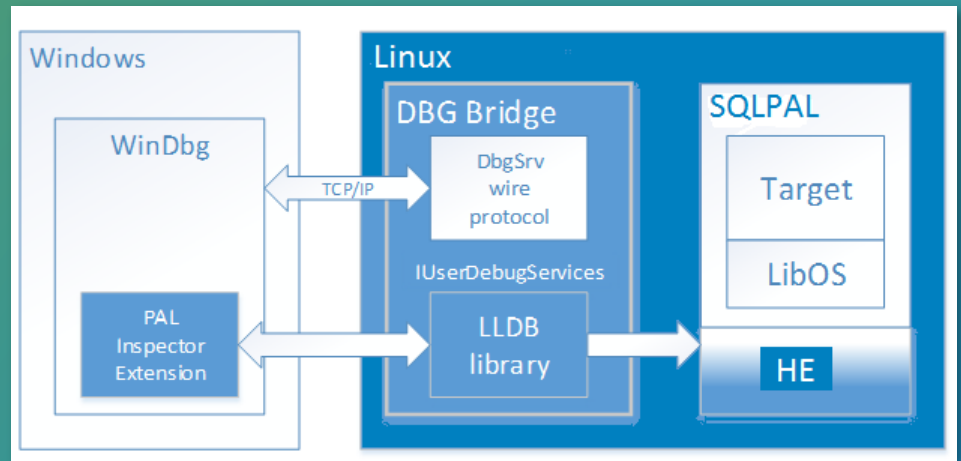 Windows
WinDbg
PAL
Inspector
Extension
TCP/IP
Linux
DBG Bridge
DbgSrv
wire
protocol
IUserDebugServices
LLDB
library
SQLPAL
Target
LibOS
HE